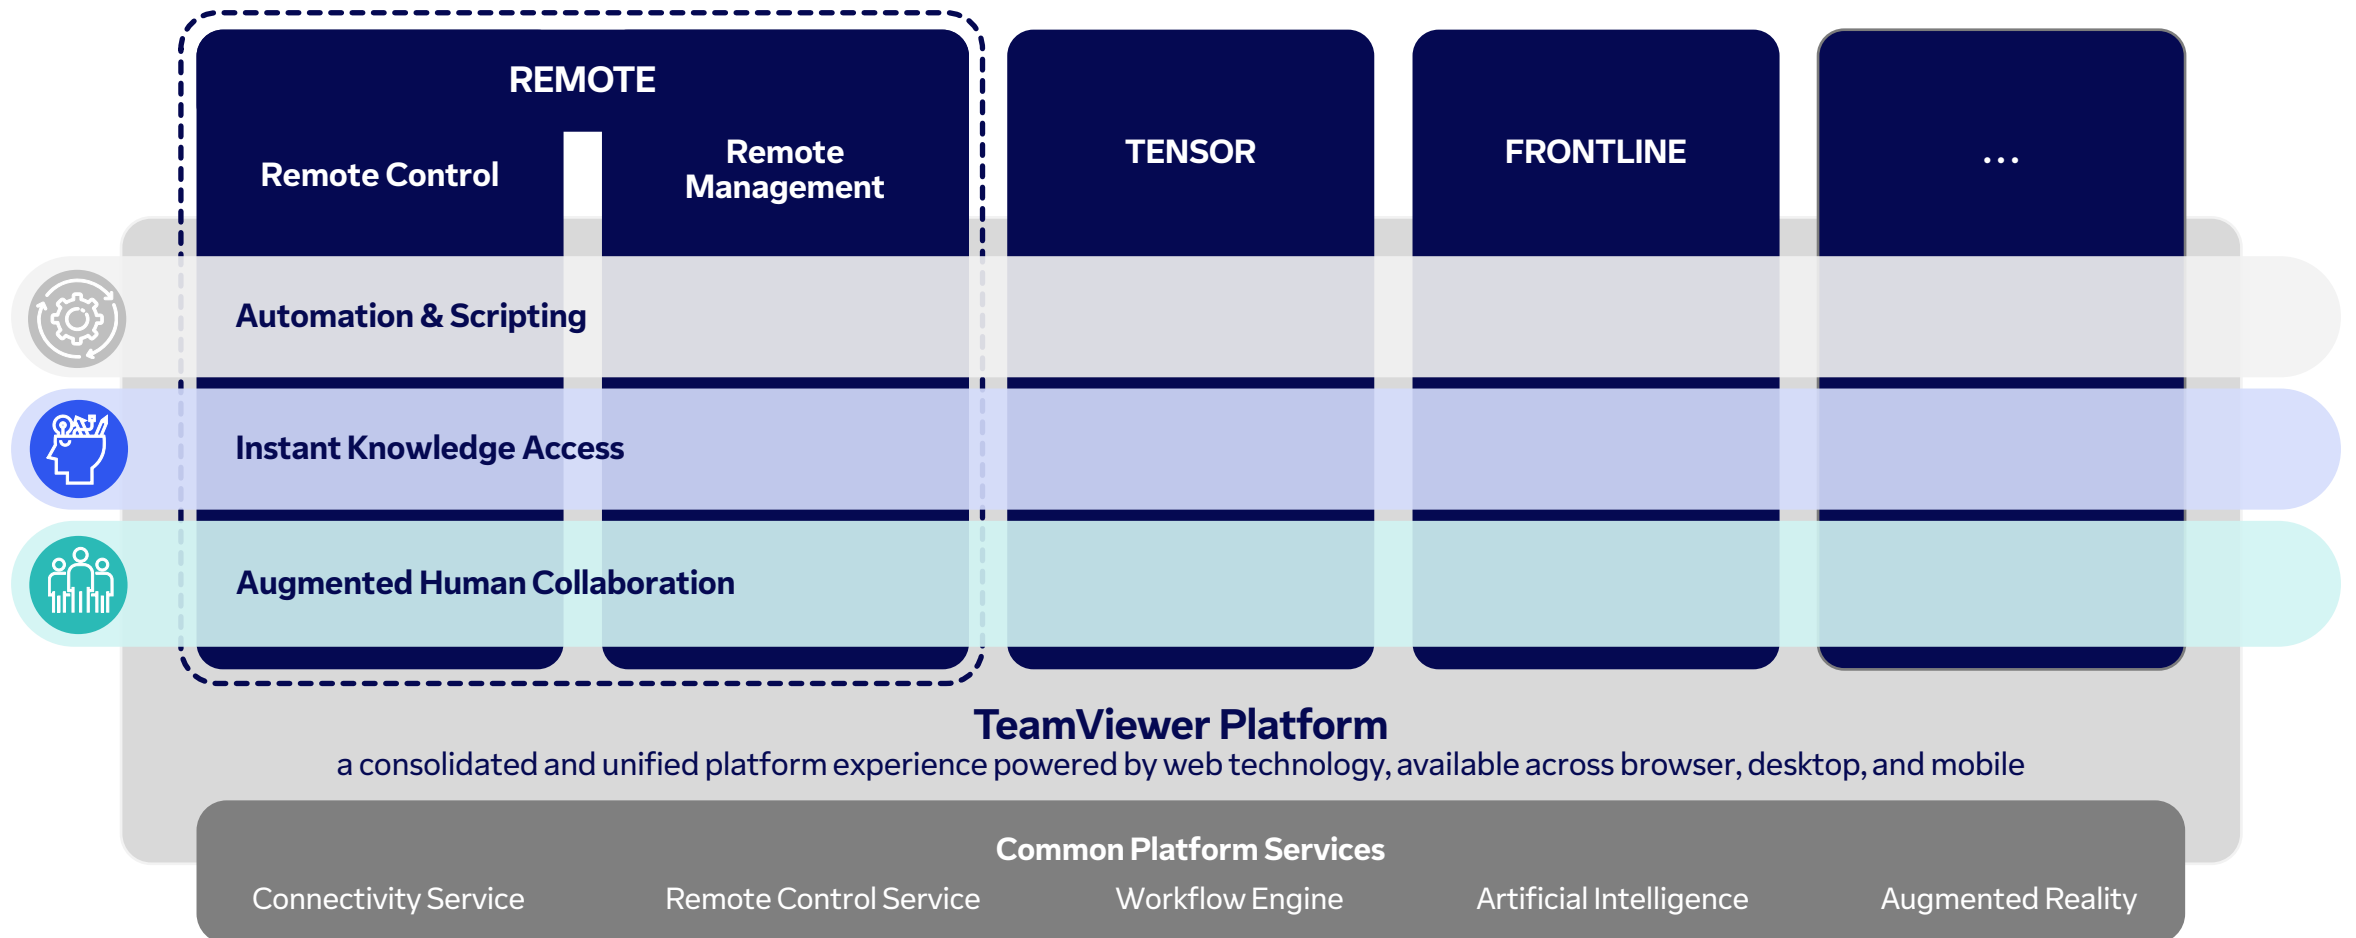 REMOTE
Remote Control
Remote
Management
TENSOR
FRONTLINE
...
Automation & Scripting
Instant Knowledge Access
Augmented Human Collaboration
TeamViewer Platform
a consolidated and unified platform experience powered by web technology, available across browser, desktop, and mobile
Common Platform Services
Connectivity Service
Remote Control Service
Workflow Engine
Artificial Intelligence
Augmented Reality